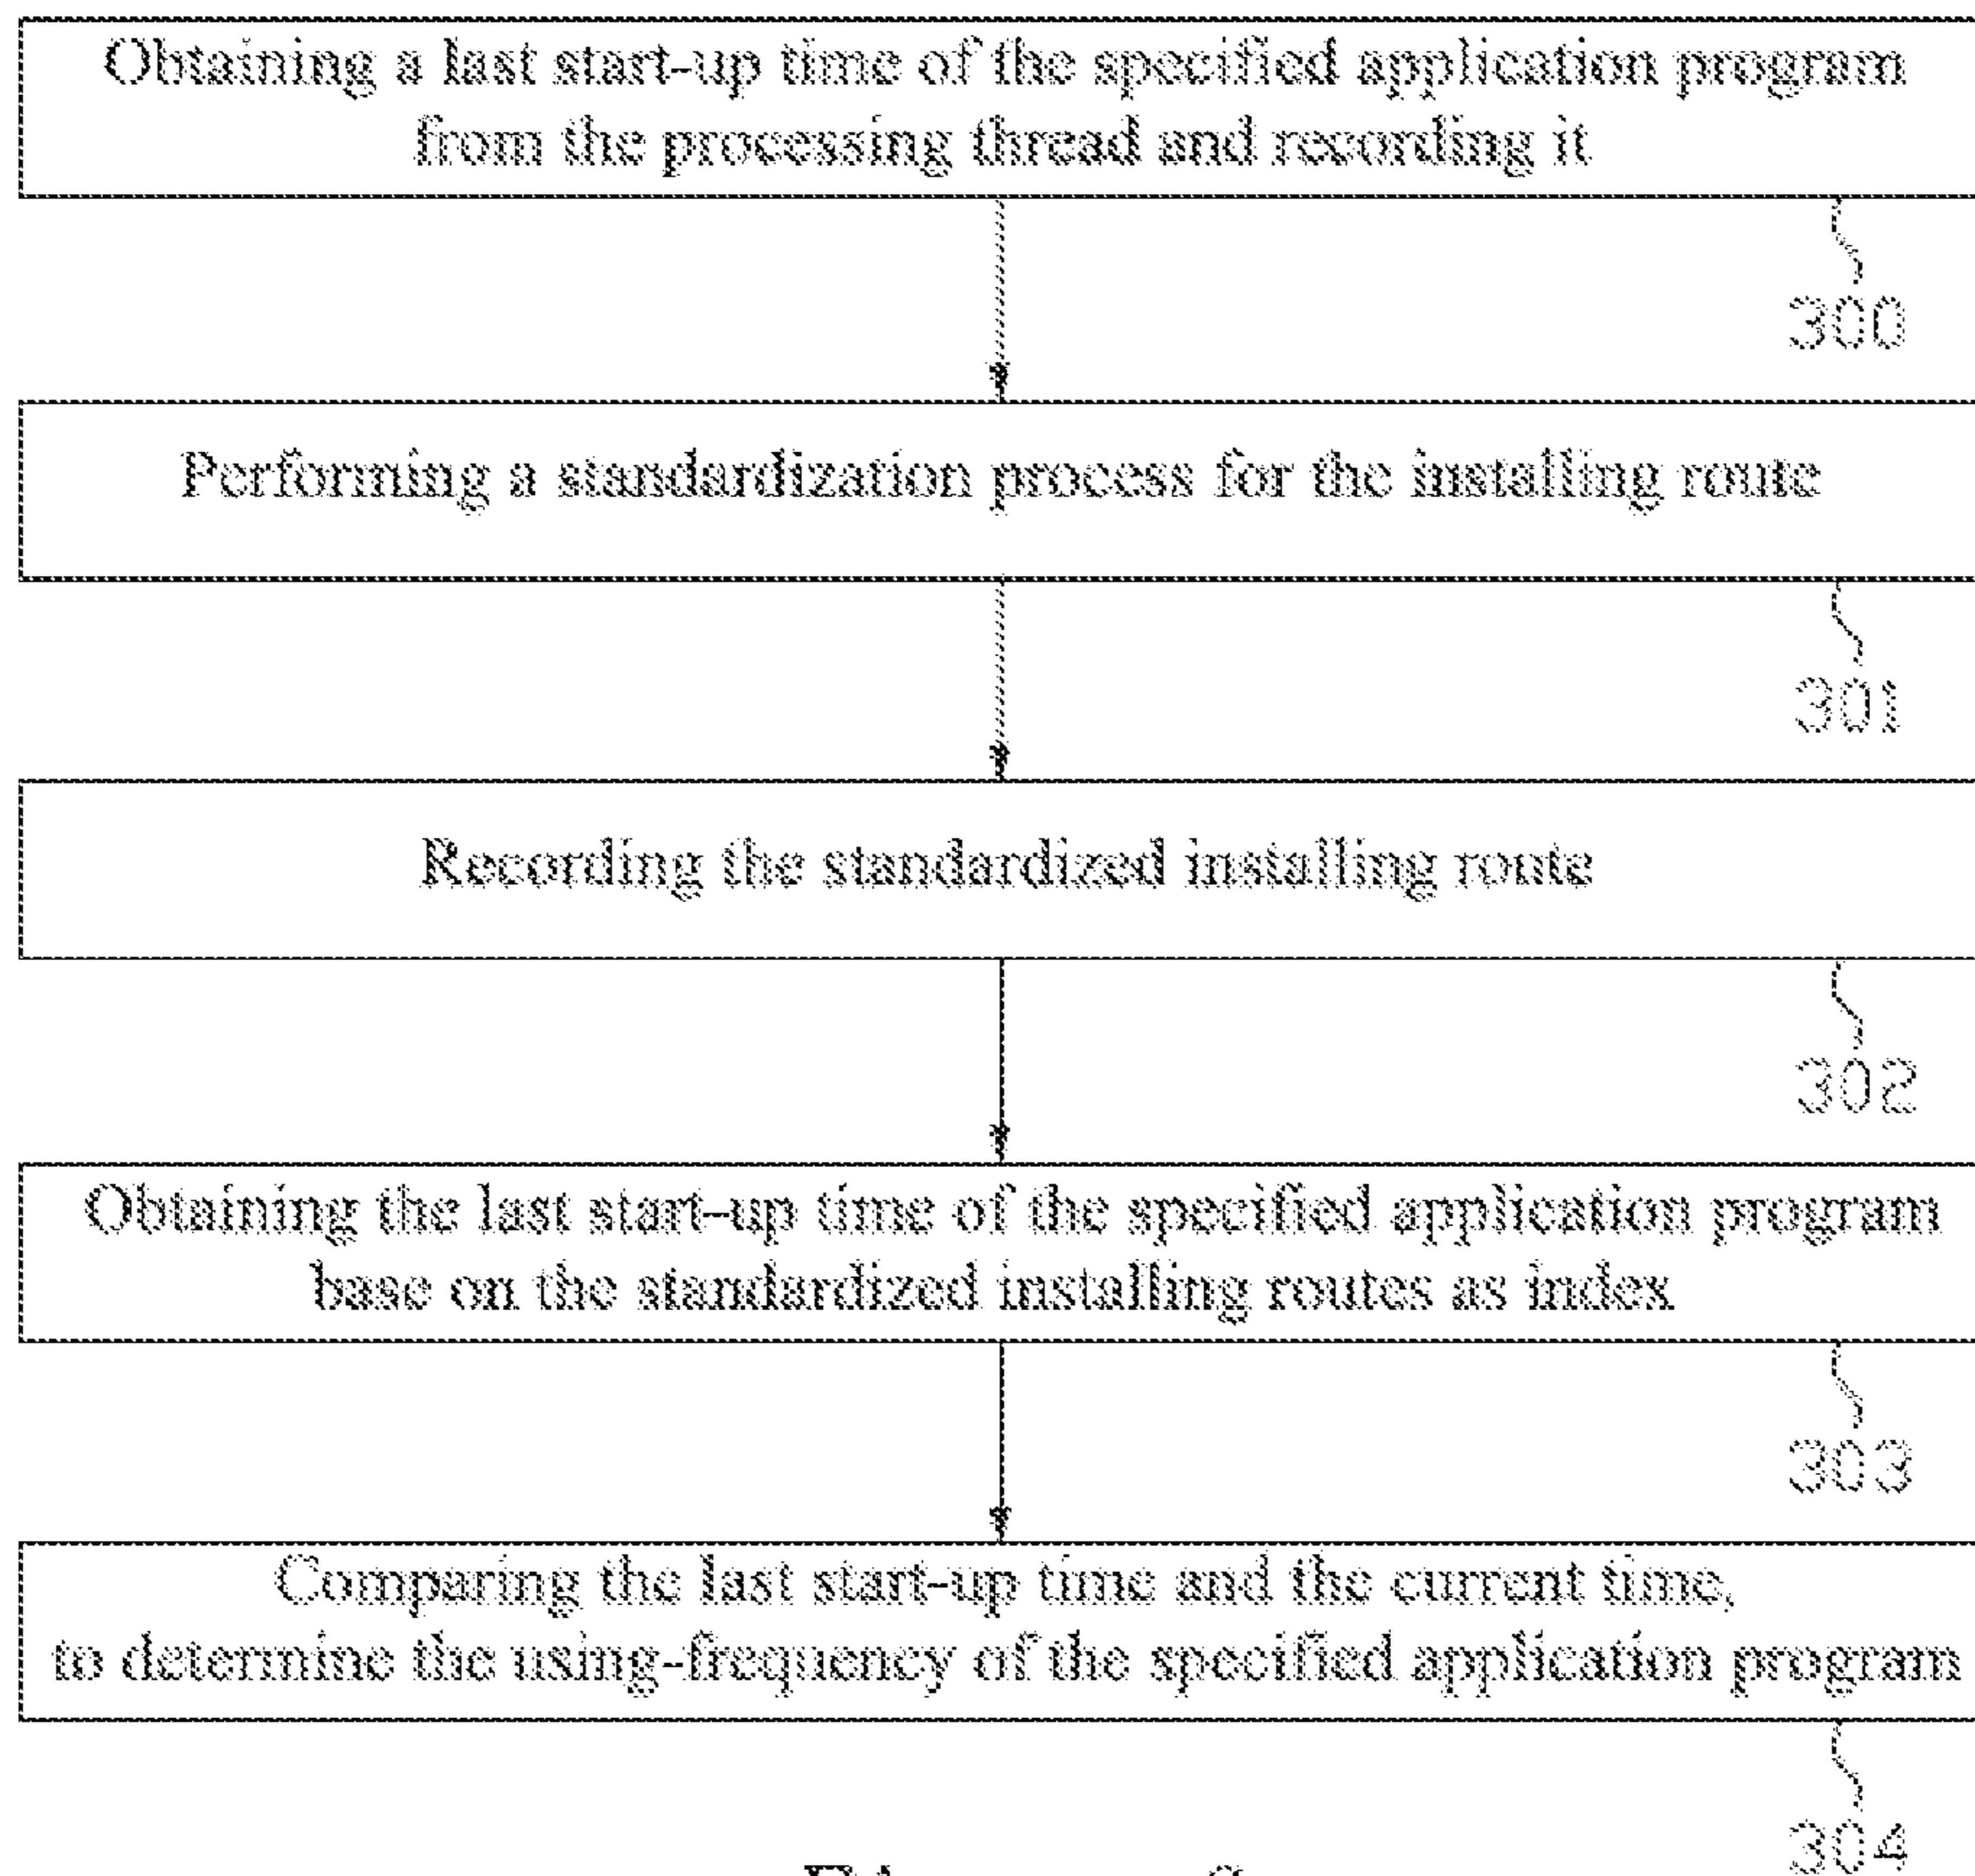 Obtaining a last start-up time of the specified application program
from the processing thread and recording it
300
Performing a standardization process for the installing route
301
Recording the standardized installing route
302
Obtaining the last start-up time of the specified application program
base on the standardized installing routes as index
303
Comparing the last start-up time and the current time,
to determine the using-frequency of the specified application program
304